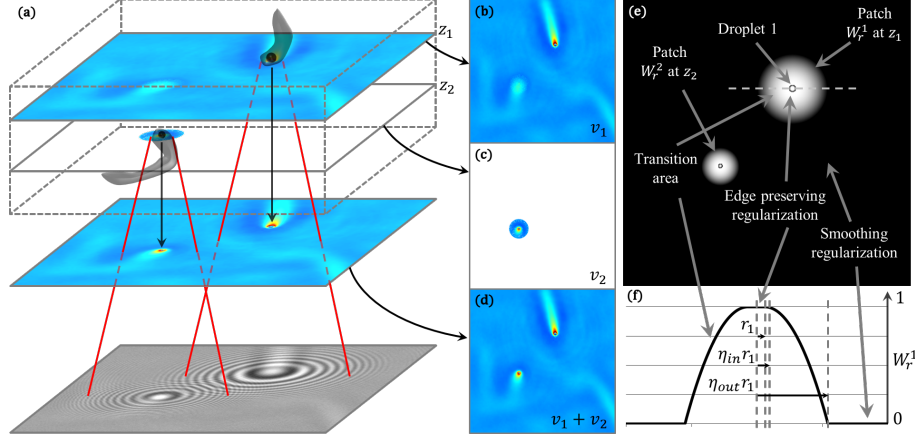 (a)
z₁
z₂
(b)
v₁
(c)
v₂
(d)
v₁ + v₂
(e)
Droplet 1
Patch
W_r^1 at z₁
Patch
W_r^2 at z₂
Transition
area
Edge preserving
regularization
Smoothing
regularization
(f)
1
r₁
η_in r₁
W_r^1
η_out r₁
0